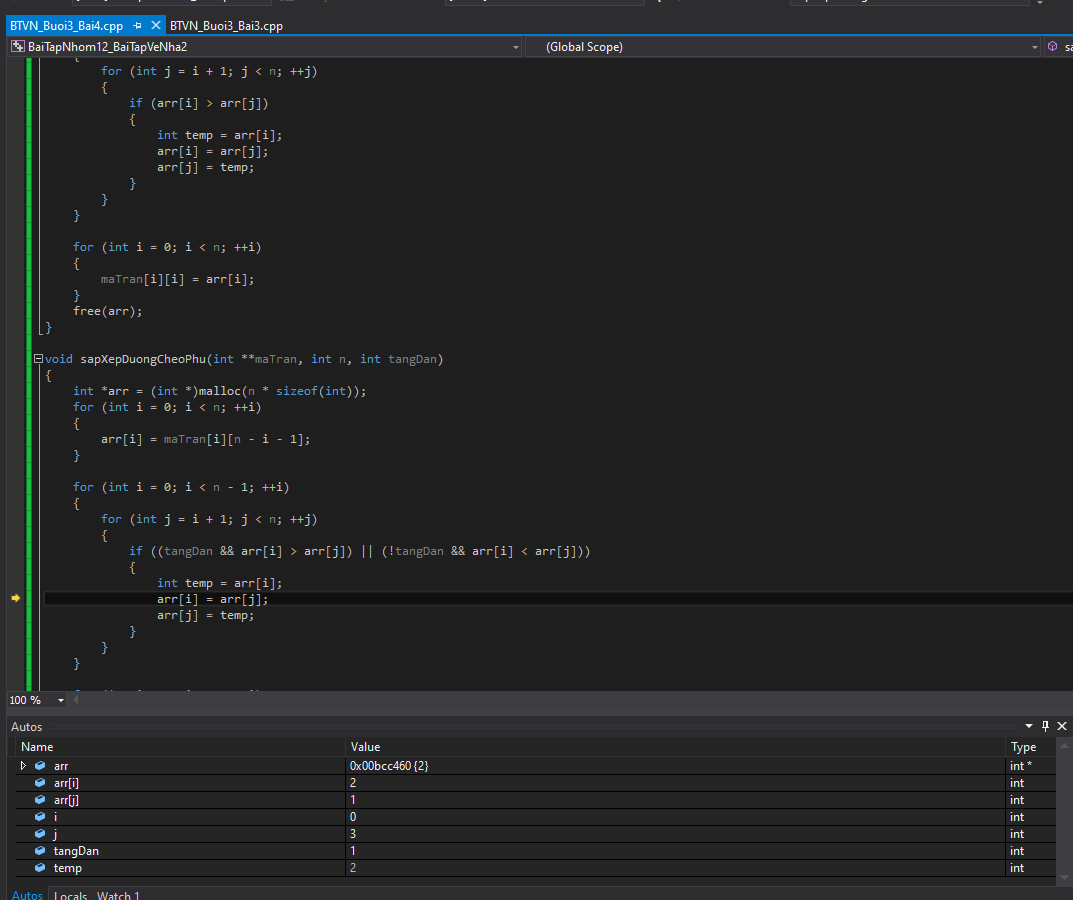 BTVN_Buoi3_Bai4.cpp BTVN_Buoi3_Bai3.cpp
BaiTapNhom12_BaiTapVeNha2 (Global Scope) sa
{
for (int j = i + 1; j < n; ++j)
{
if (arr[i] > arr[j])
{
int temp = arr[i];
arr[i] = arr[j];
arr[j] = temp;
}
}
}
for (int i = 0; i < n; ++i)
{
maTran[i][i] = arr[i];
}
free(arr);
}
void sapXepDuongCheoPhu(int **maTran, int n, int tangDan)
{
int *arr = (int *)malloc(n * sizeof(int));
for (int i = 0; i < n; ++i)
{
arr[i] = maTran[i][n - i - 1];
}
for (int i = 0; i < n - 1; ++i)
{
for (int j = i + 1; j < n; ++j)
{
if ((tangDan && arr[i] > arr[j]) || (!tangDan && arr[i] < arr[j]))
{
int temp = arr[i];
arr[i] = arr[j];
arr[j] = temp;
}
}
}
100 %
Autos
Name Value Type
arr 0x00bcc460 {2} int *
arr[i] 2 int
arr[j] 1 int
i 0 int
j 3 int
tangDan 1 int
temp 2 int
Autos Locals Watch 1